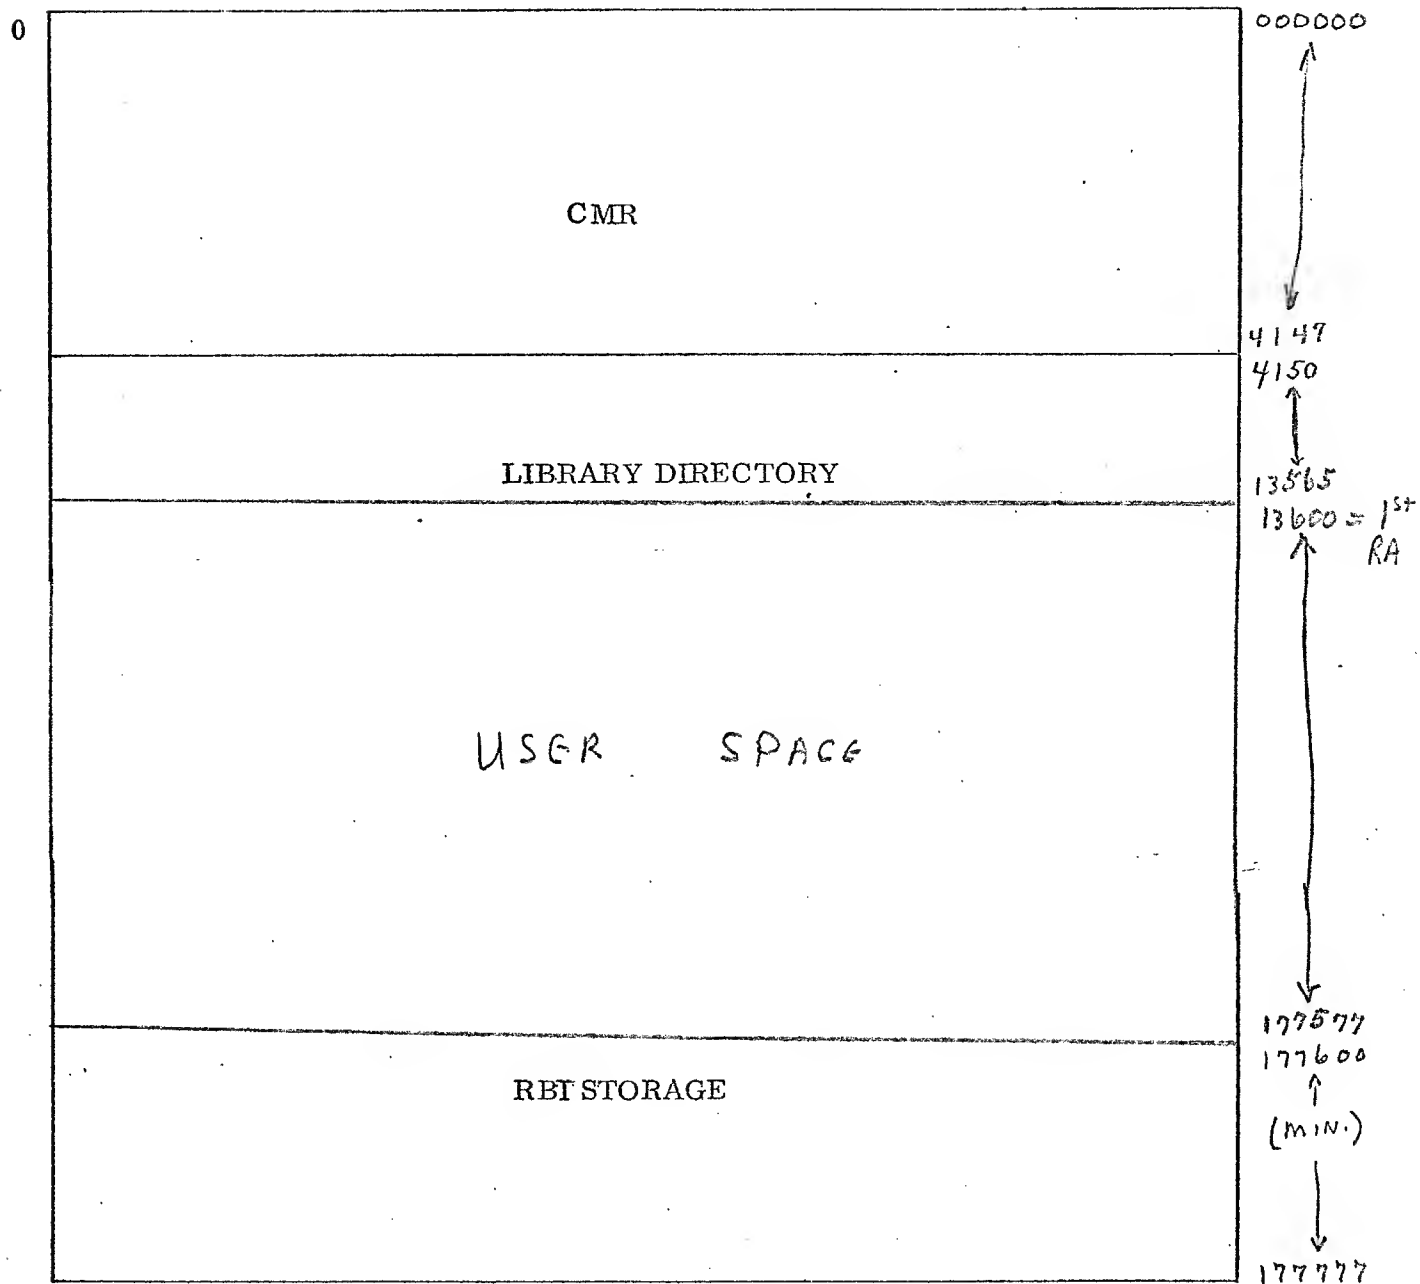 0
000000
CMR
4147
4150
LIBRARY DIRECTORY
13565
13600 = 1st
RA
USER SPACE
177577
177600
RBT STORAGE
(MIN.)
177777